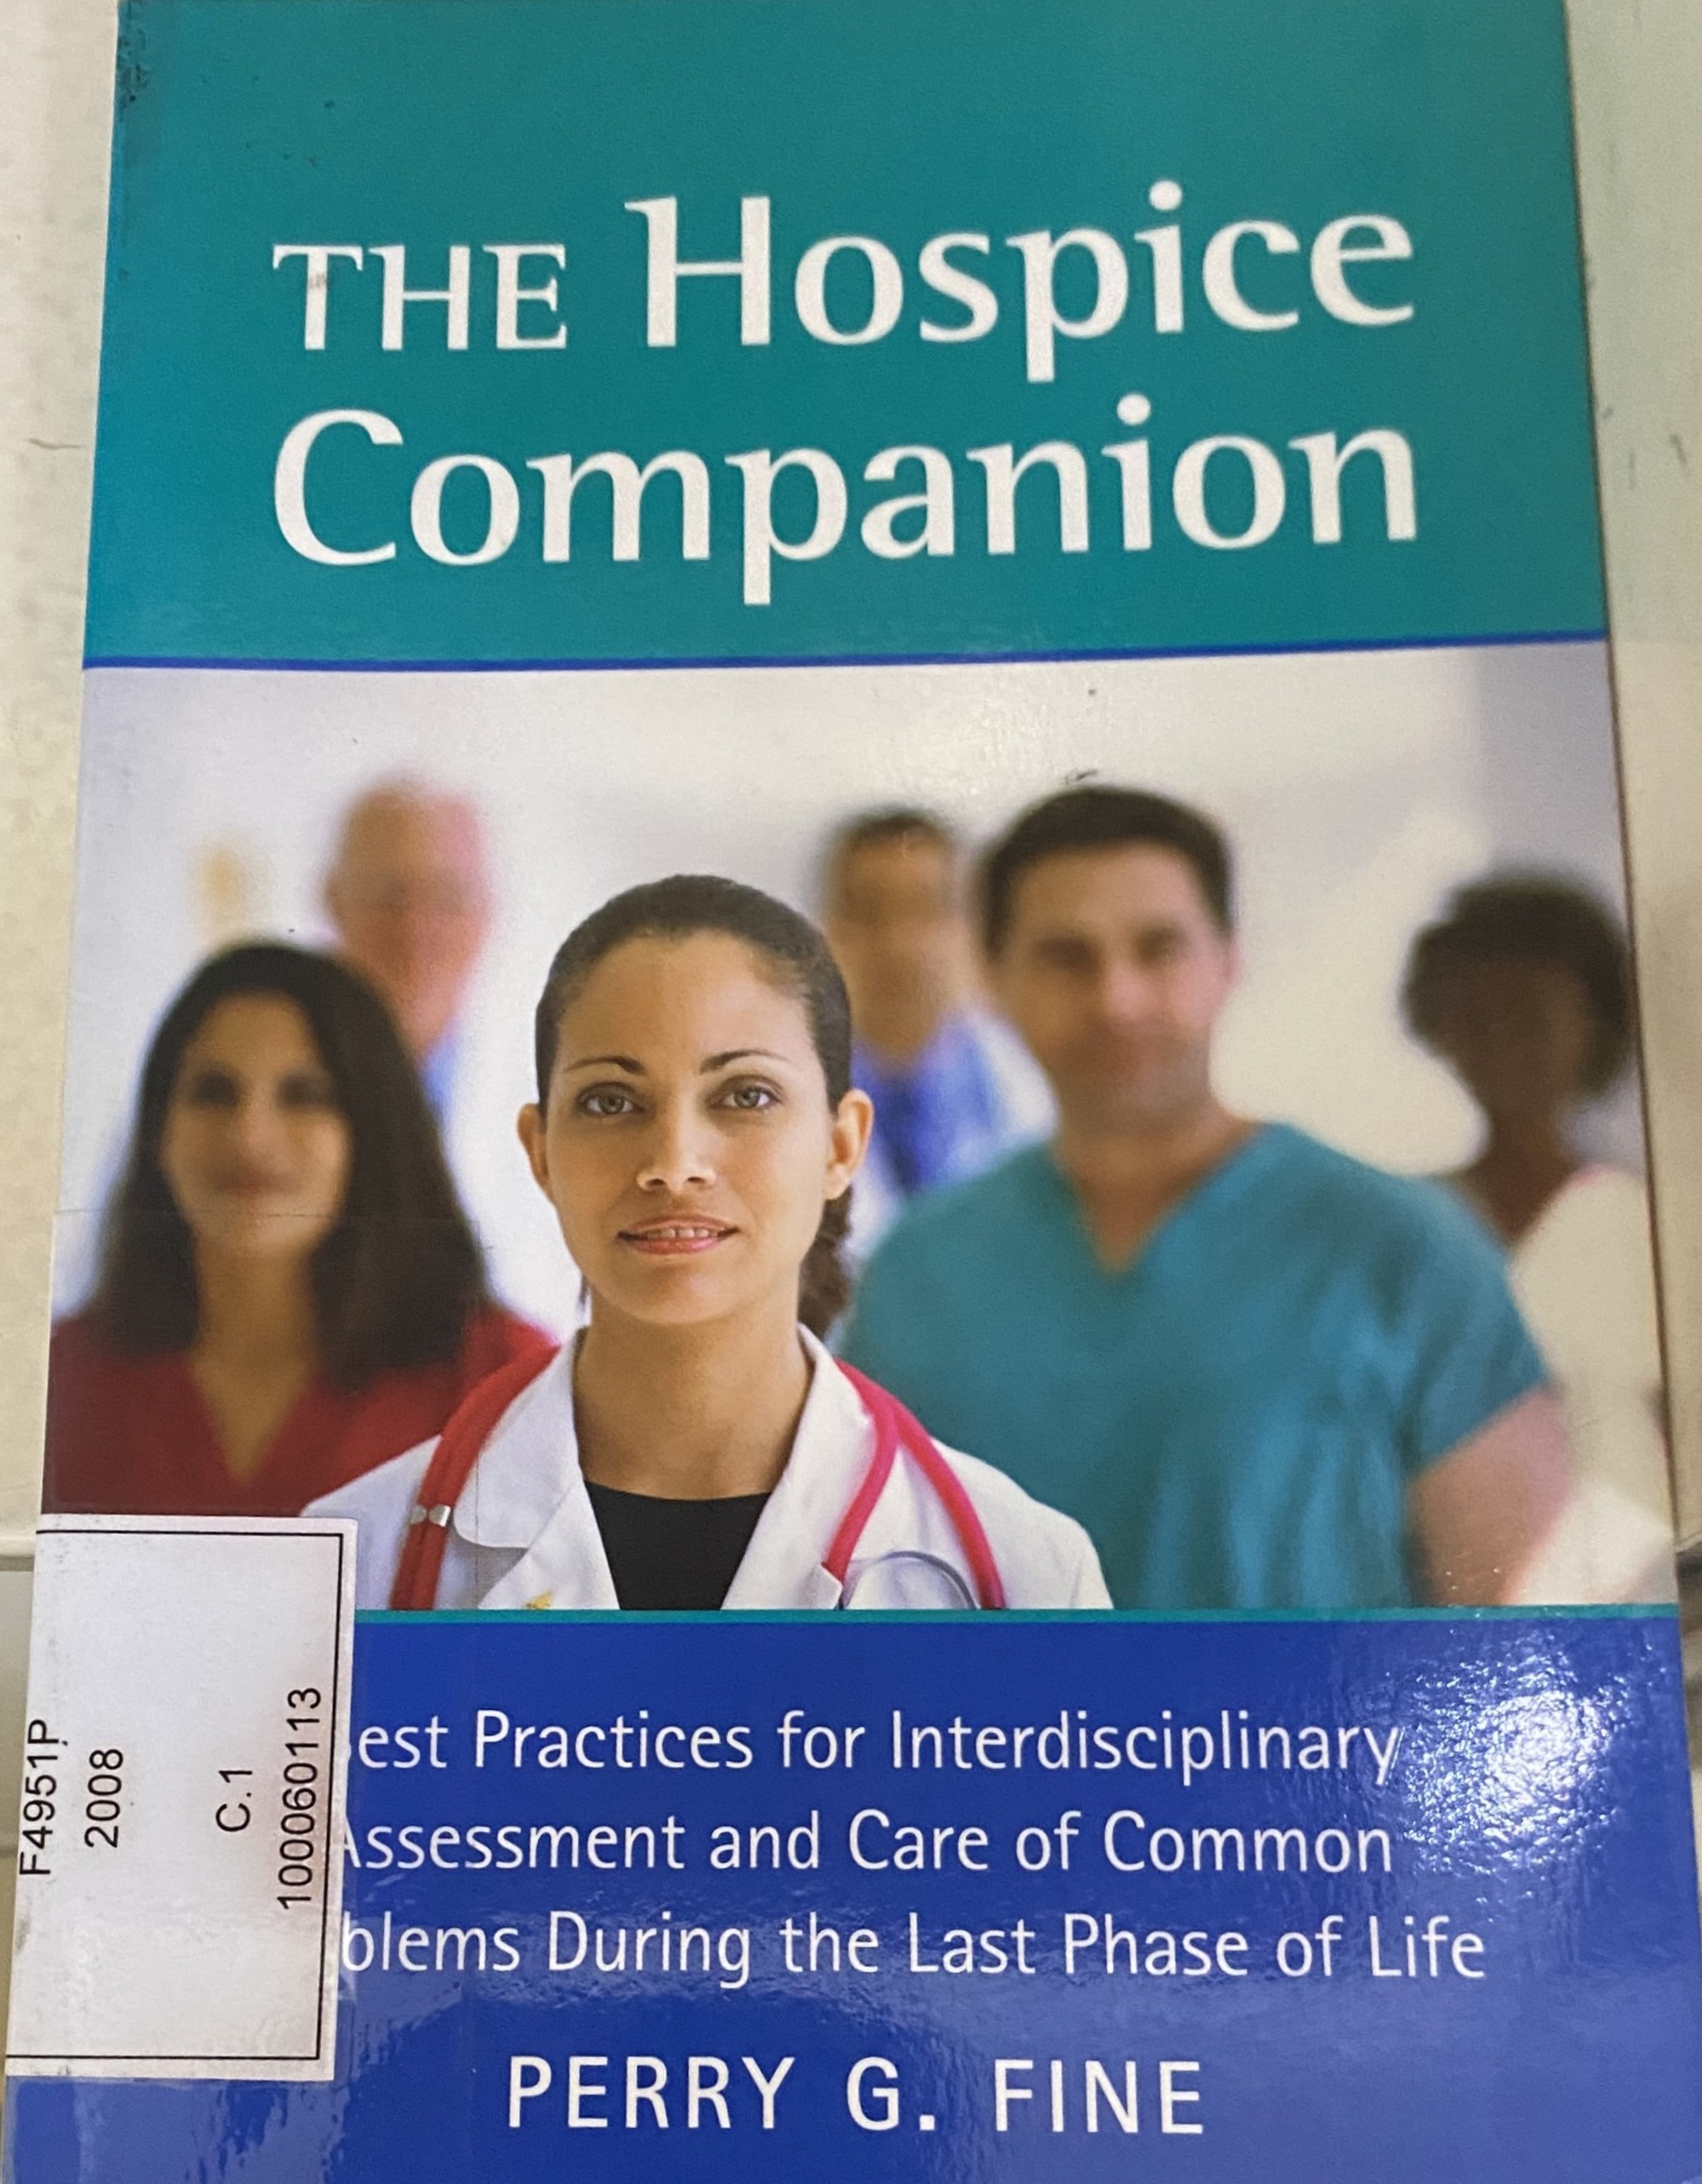 THE Hospice
Companion
est Practices for Interdisciplinary
Assessment and Care of Common
blems During the Last Phase of Life
PERRY G. FINE
F4951P
2008
C.1
10060113